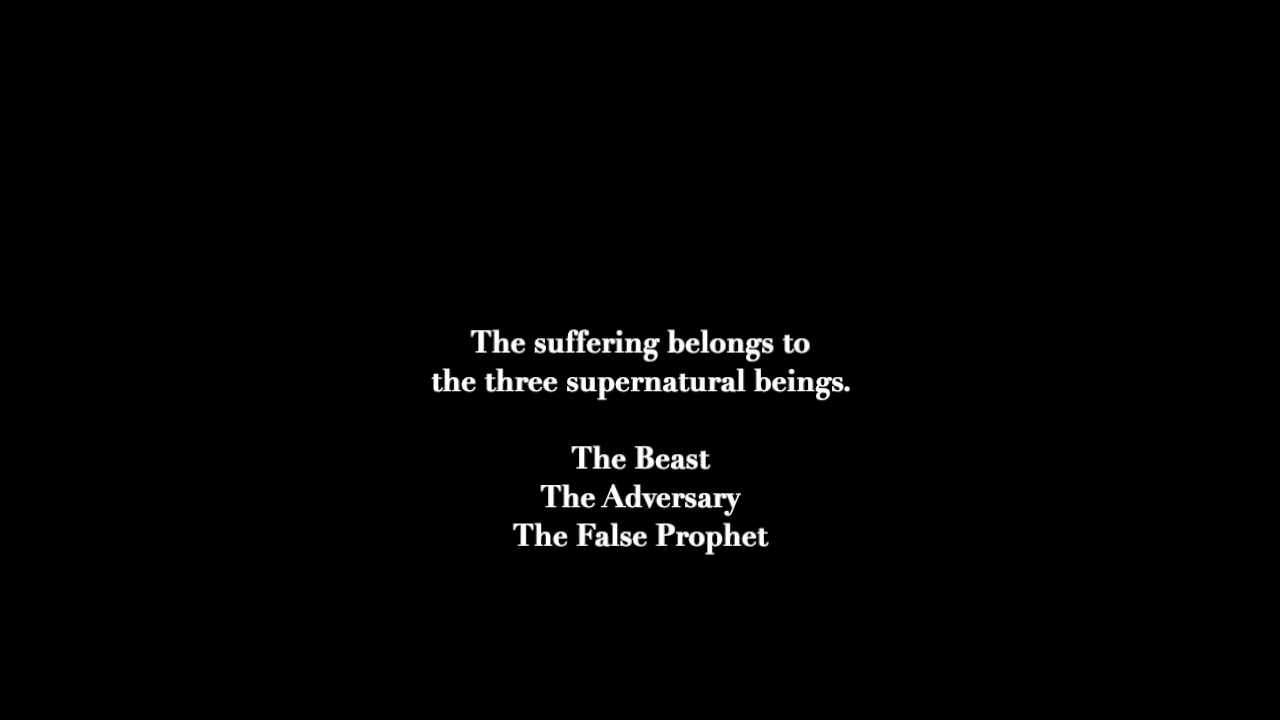 The suffering belongs to
the three supernatural beings.
The Beast
The Adversary
The False Prophet